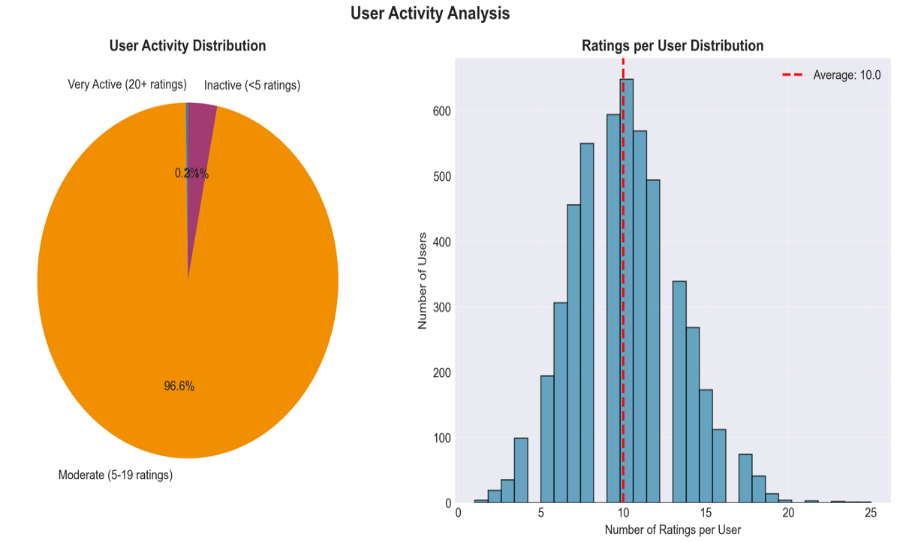 User Activity Analysis
User Activity Distribution
Very Active (20+ ratings)
Inactive (<5 ratings)
96.6%
Moderate (5-19 ratings)
Ratings per User Distribution
Average: 10.0
Number of Users
600
500
400
300
200
100
0
0 5 10 15 20 25
Number of Ratings per User